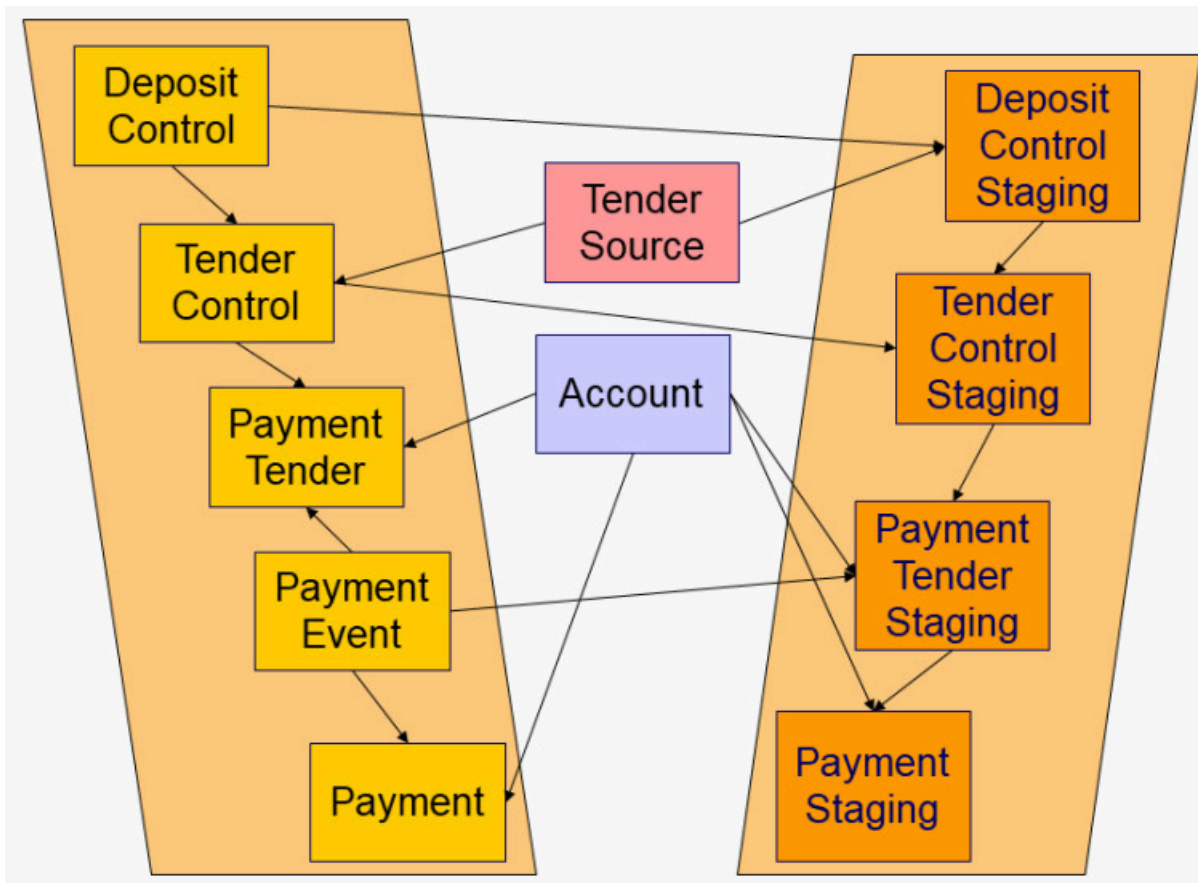 Deposit
Control
Tender
Control
Payment
Tender
Payment
Event
Payment
Tender
Source
Account
Deposit
Control
Staging
Tender
Control
Staging
Payment
Tender
Staging
Payment
Staging